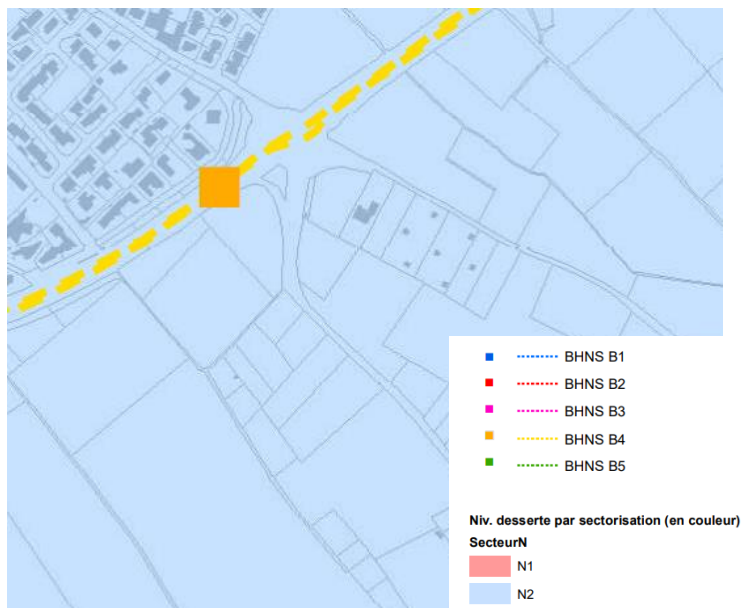 BHNS B1
BHNS B2
BHNS B3
BHNS B4
BHNS B5
Niv. desserte par sectorisation (en couleur)
SecteurN
N1
N2